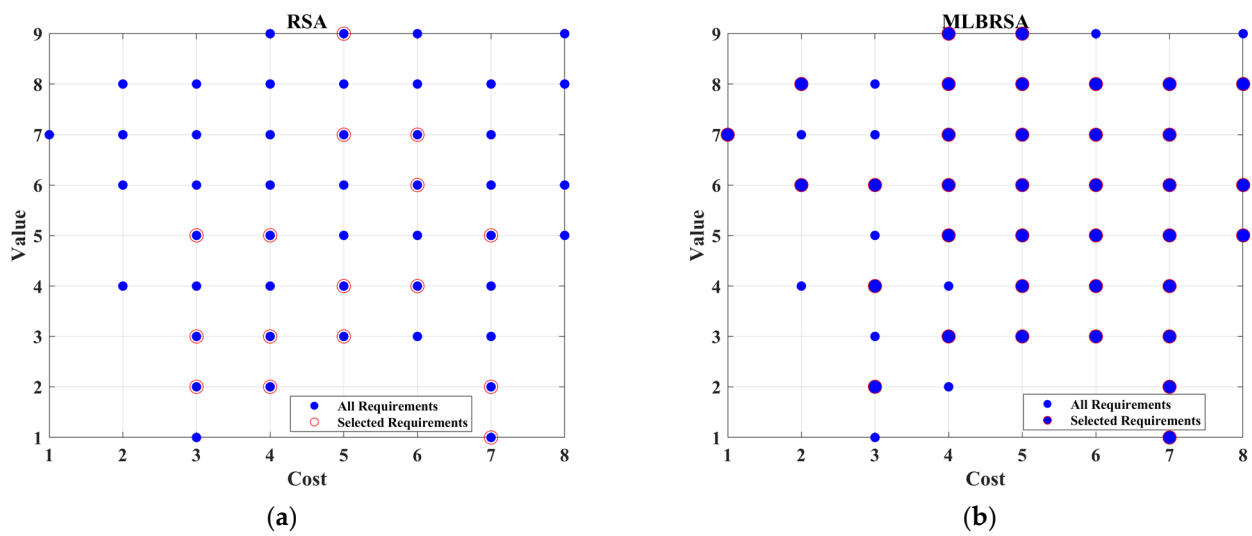 RSA
9
8
7
6
5
4
3
2
1
Value
All Requirements
Selected Requirements
1 2 3 4 5 6 7 8
Cost
(a)
MLBRSA
9
8
7
6
5
4
3
2
1
Value
All Requirements
Selected Requirements
1 2 3 4 5 6 7 8
Cost
(b)